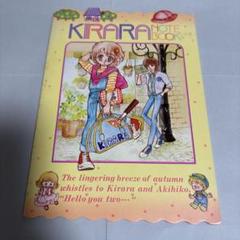 KIRARA NOTE
BOOK
KIRARA
The lingering breeze of autumn
whistles to Kirara and Akihiko.
"Hello you two---"